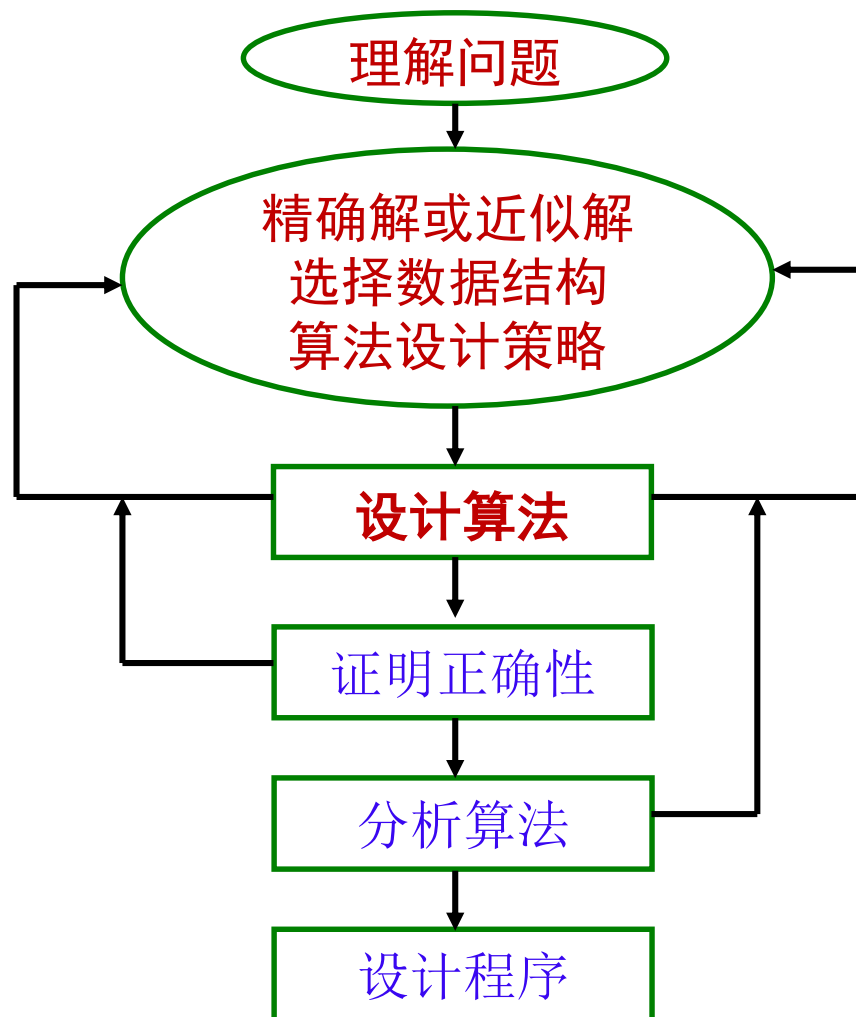 理解问题
精确解或近似解
选择数据结构
算法设计策略
设计算法
证明正确性
分析算法
设计程序